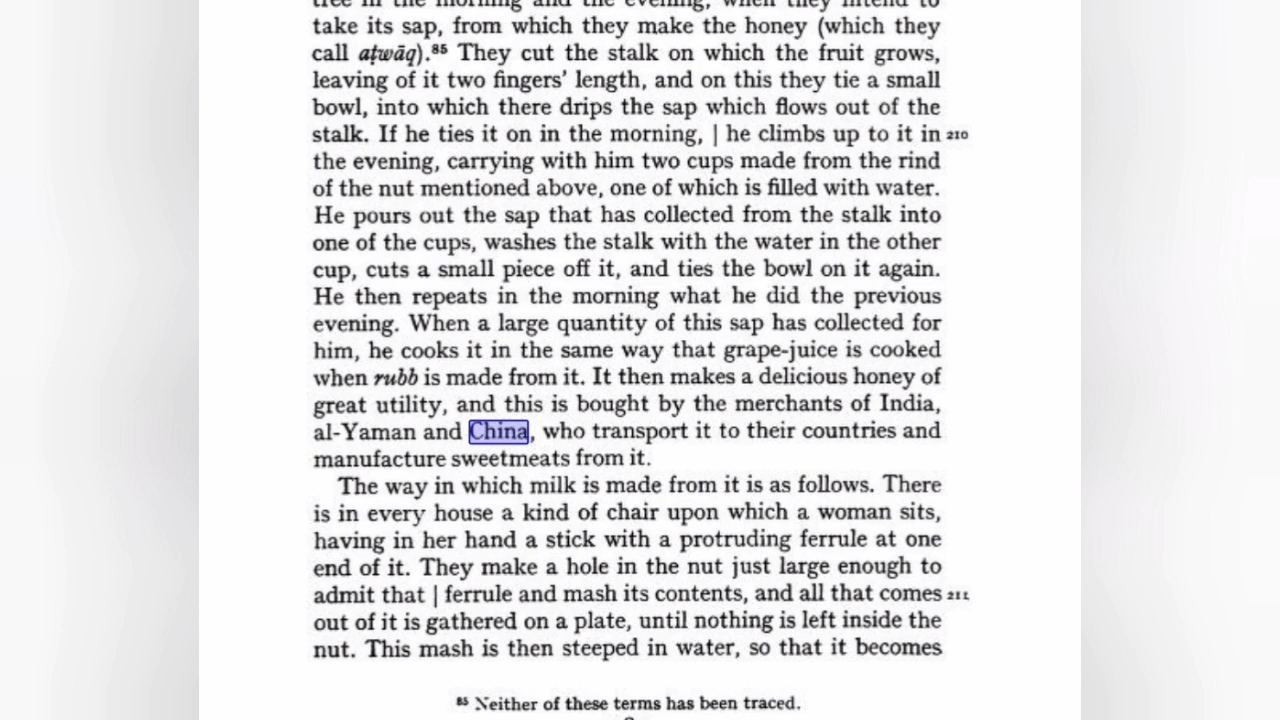 tree in the morning and the evening, when they intend to
take its sap, from which they make the honey (which they
call aṭwāq).⁸⁵ They cut the stalk on which the fruit grows,
leaving of it two fingers' length, and on this they tie a small
bowl, into which there drips the sap which flows out of the
stalk. If he ties it on in the morning, | he climbs up to it in 210
the evening, carrying with him two cups made from the rind
of the nut mentioned above, one of which is filled with water.
He pours out the sap that has collected from the stalk into
one of the cups, washes the stalk with the water in the other
cup, cuts a small piece off it, and ties the bowl on it again.
He then repeats in the morning what he did the previous
evening. When a large quantity of this sap has collected for
him, he cooks it in the same way that grape-juice is cooked
when rubb is made from it. It then makes a delicious honey of
great utility, and this is bought by the merchants of India,
al-Yaman and China, who transport it to their countries and
manufacture sweetmeats from it.
The way in which milk is made from it is as follows. There
is in every house a kind of chair upon which a woman sits,
having in her hand a stick with a protruding ferrule at one
end of it. They make a hole in the nut just large enough to
admit that | ferrule and mash its contents, and all that comes 211
out of it is gathered on a plate, until nothing is left inside the
nut. This mash is then steeped in water, so that it becomes
⁸⁵ Neither of these terms has been traced.